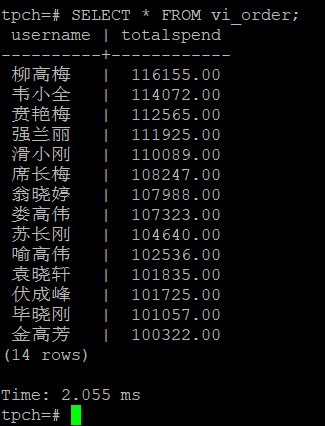 tpch=# SELECT * FROM vi_order;
 username | totalspend
----------+------------
 柳高梅   |  116155.00
 韦小全   |  114072.00
 贲艳梅   |  112565.00
 强兰丽   |  111925.00
 滑小刚   |  110089.00
 席长梅   |  108247.00
 翁晓婷   |  107988.00
 娄高伟   |  107323.00
 苏长刚   |  104640.00
 喻高伟   |  102536.00
 袁晓轩   |  101835.00
 伏成峰   |  101725.00
 毕晓刚   |  101057.00
 金高芳   |  100322.00
(14 rows)

Time: 2.055 ms
tpch=#